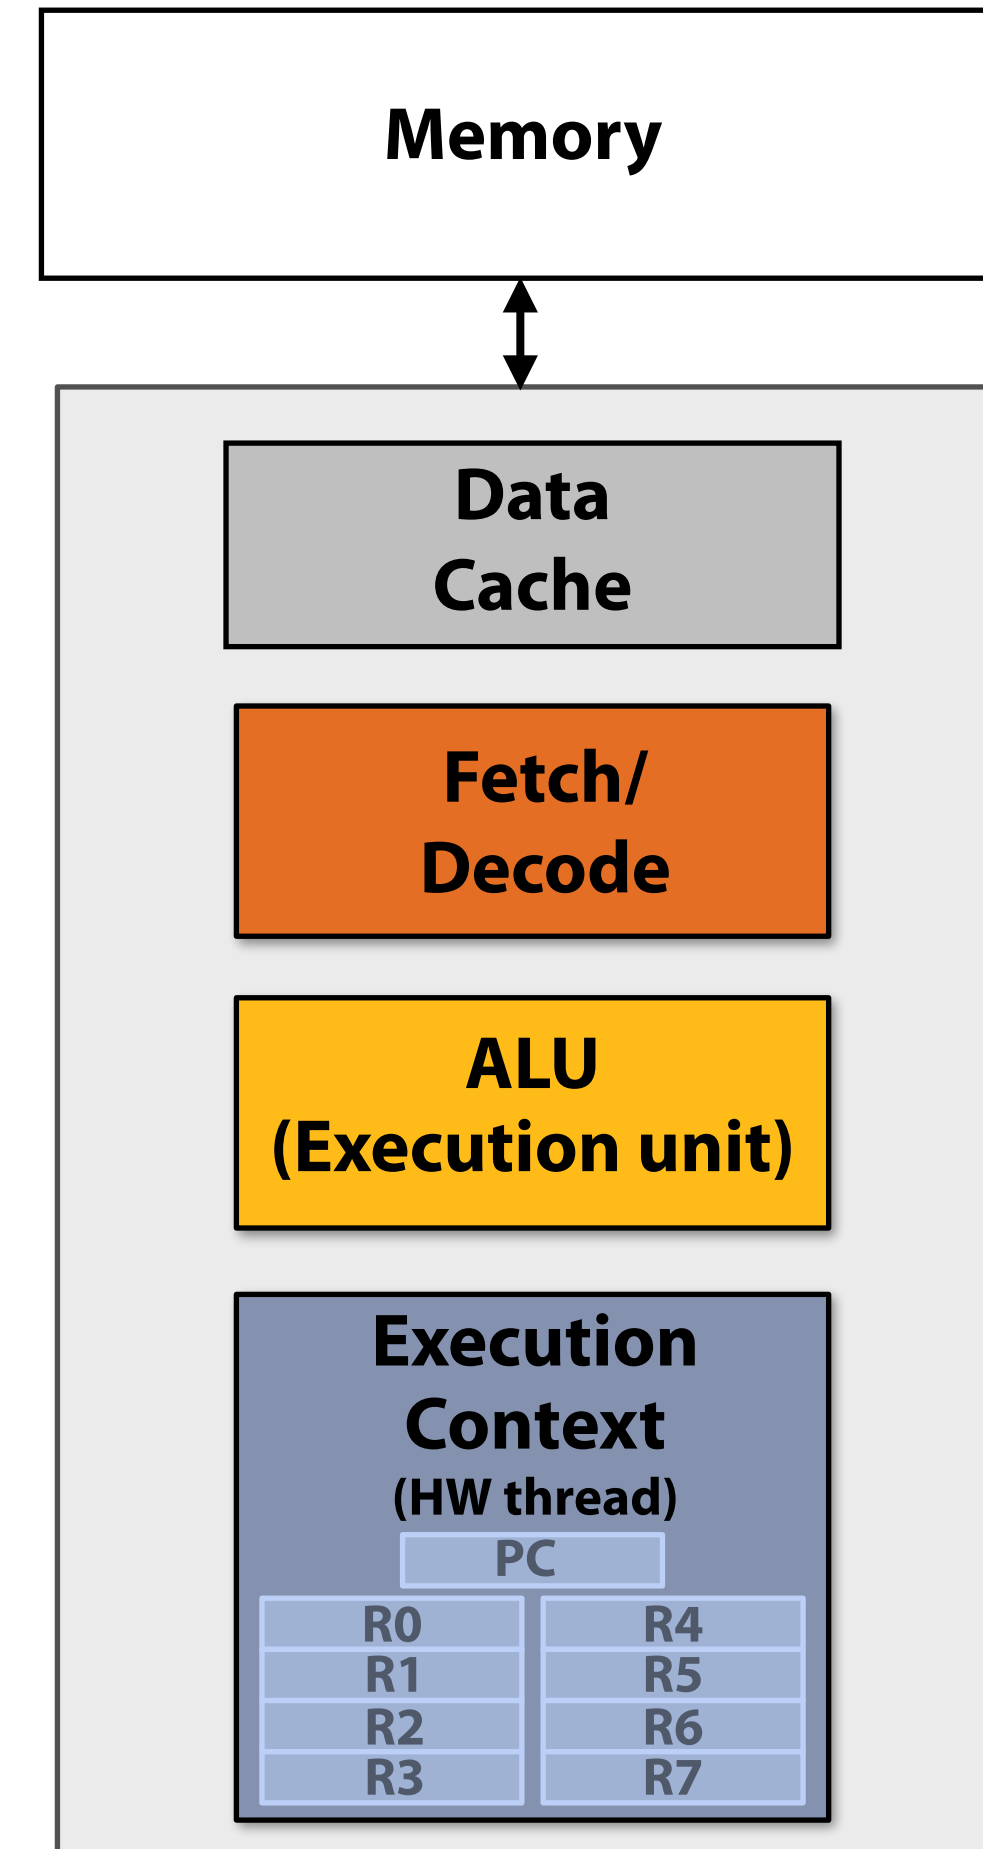 Memory
Data
Cache
Fetch/
Decode
ALU
(Execution unit)
Execution
Context
(HW thread)
PC
R0
R1
R2
R3
R4
R5
R6
R7